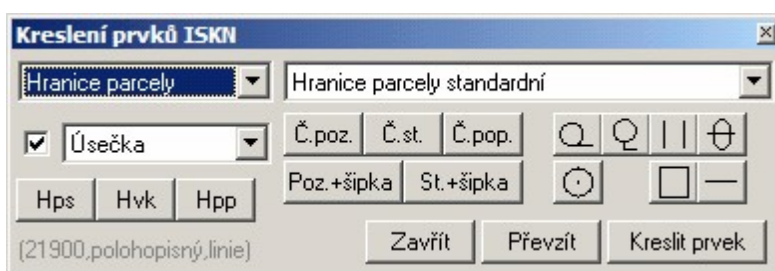 Kreslení prvků ISKN
Hranice parcely Hranice parcely standardní
Úsečka Č.poz. Č.st. Č.pop.
Hps Hvk Hpp Poz.+šipka St.+šipka
(21900,polohopisný,linie) Zavřít Převzít Kreslit prvek